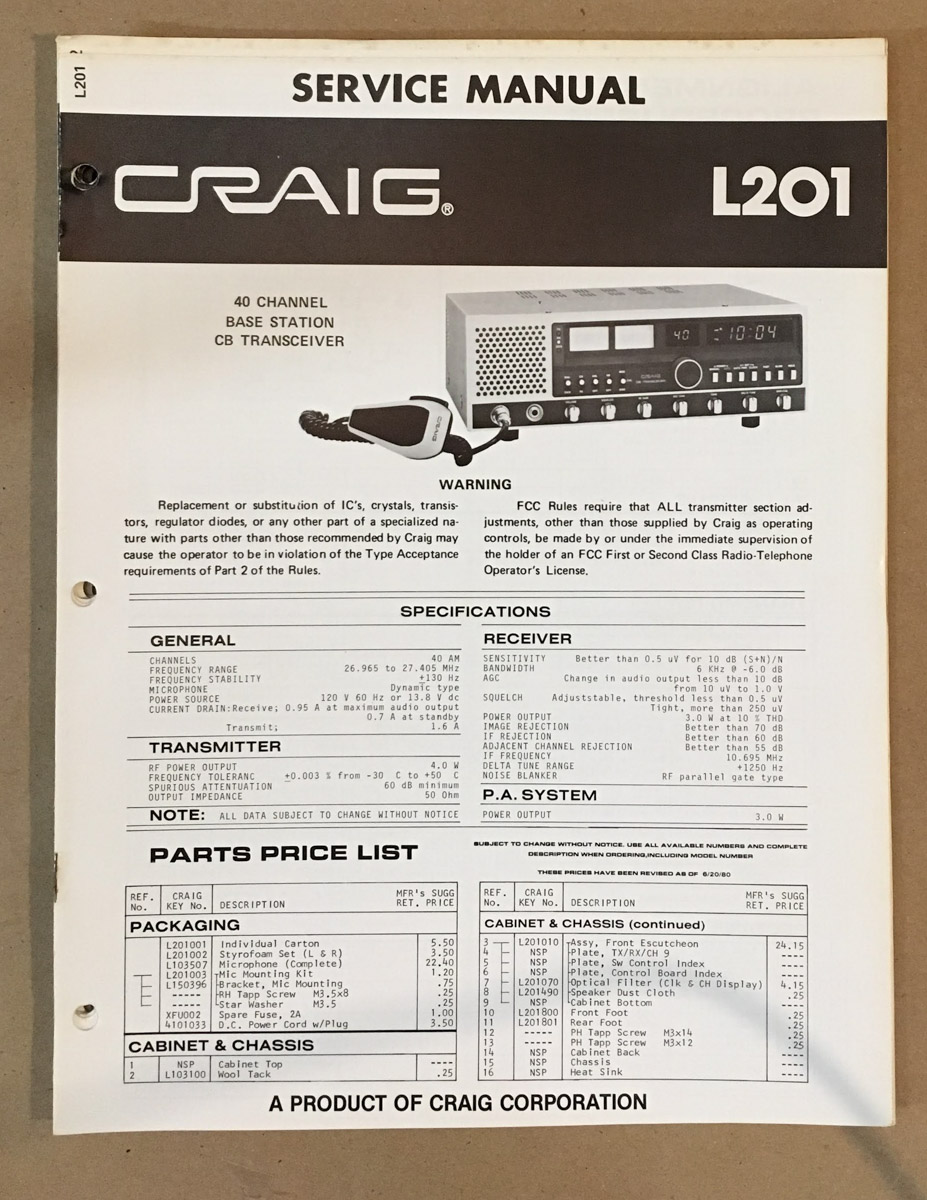 L201
SERVICE MANUAL
CRAIG® L201
40 CHANNEL
BASE STATION
CB TRANSCEIVER
40
10:04
CRAIG
CRAIG
WARNING
Replacement or substitution of IC's, crystals, transis-
tors, regulator diodes, or any other part of a specialized na-
ture with parts other than those recommended by Craig may
cause the operator to be in violation of the Type Acceptance
requirements of Part 2 of the Rules.
FCC Rules require that ALL transmitter section ad-
justments, other than those supplied by Craig as operating
controls, be made by or under the immediate supervision of
the holder of an FCC First or Second Class Radio-Telephone
Operator's License.
SPECIFICATIONS
GENERAL
CHANNELS 40 AM
FREQUENCY RANGE 26.965 to 27.405 MHz
FREQUENCY STABILITY ±130 Hz
MICROPHONE Dynamic type
POWER SOURCE 120 V 60 Hz or 13.8 V dc
CURRENT DRAIN:Receive; 0.95 A at maximum audio output
0.7 A at standby
Transmit; 1.6 A
TRANSMITTER
RF POWER OUTPUT 4.0 W
FREQUENCY TOLERANC ±0.003 % from -30 C to +50 C
SPURIOUS ATTENTUATION 60 dB minimum
OUTPUT IMPEDANCE 50 Ohm
NOTE: ALL DATA SUBJECT TO CHANGE WITHOUT NOTICE
RECEIVER
SENSITIVITY Better than 0.5 uV for 10 dB (S+N)/N
BANDWIDTH 6 KHz @ -6.0 dB
AGC Change in audio output less than 10 dB
from 10 uV to 1.0 V
SQUELCH Adjuststable, threshold less than 0.5 uV
Tight, more than 250 uV
POWER OUTPUT 3.0 W at 10 % THD
IMAGE REJECTION Better than 70 dB
IF REJECTION Better than 60 dB
ADJACENT CHANNEL REJECTION Better than 55 dB
IF FREQUENCY 10.695 MHz
DELTA TUNE RANGE +1250 Hz
NOISE BLANKER RF parallel gate type
P.A. SYSTEM
POWER OUTPUT 3.0 W
PARTS PRICE LIST
SUBJECT TO CHANGE WITHOUT NOTICE. USE ALL AVAILABLE NUMBERS AND COMPLETE
DESCRIPTION WHEN ORDERING,INCLUDING MODEL NUMBER
THESE PRICES HAVE BEEN REVISED AS OF 6/20/80
REF. No. CRAIG KEY No. DESCRIPTION MFR's SUGG RET. PRICE
PACKAGING
L201001 Individual Carton 5.50
L201002 Styrofoam Set (L & R) 3.50
L103507 Microphone (Complete) 22.40
L201003 Mic Mounting Kit 1.20
L150396 Bracket, Mic Mounting .75
----- RH Tapp Screw M3.5x8 .25
----- Star Washer M3.5 .25
XFU002 Spare Fuse, 2A 1.00
4101033 D.C. Power Cord w/Plug 3.50
CABINET & CHASSIS
1 NSP Cabinet Top ----
2 L103100 Wool Tack .25
REF. No. CRAIG KEY No. DESCRIPTION MFR's SUGG RET. PRICE
CABINET & CHASSIS (continued)
3 L201010 Assy, Front Escutcheon 24.15
4 NSP Plate, TX/RX/CH 9 ----
5 NSP Plate, Sw Control Index ----
6 NSP Plate, Control Board Index ----
7 L201070 Optical Filter (Clk & CH Display) 4.15
8 L201490 Speaker Dust Cloth .25
9 NSP Cabinet Bottom ----
10 L201800 Front Foot .25
11 L201801 Rear Foot .25
12 ----- PH Tapp Screw M3x14 .25
13 ----- PH Tapp Screw M3x12 .25
14 NSP Cabinet Back ----
15 NSP Chassis ----
16 NSP Heat Sink ----
A PRODUCT OF CRAIG CORPORATION